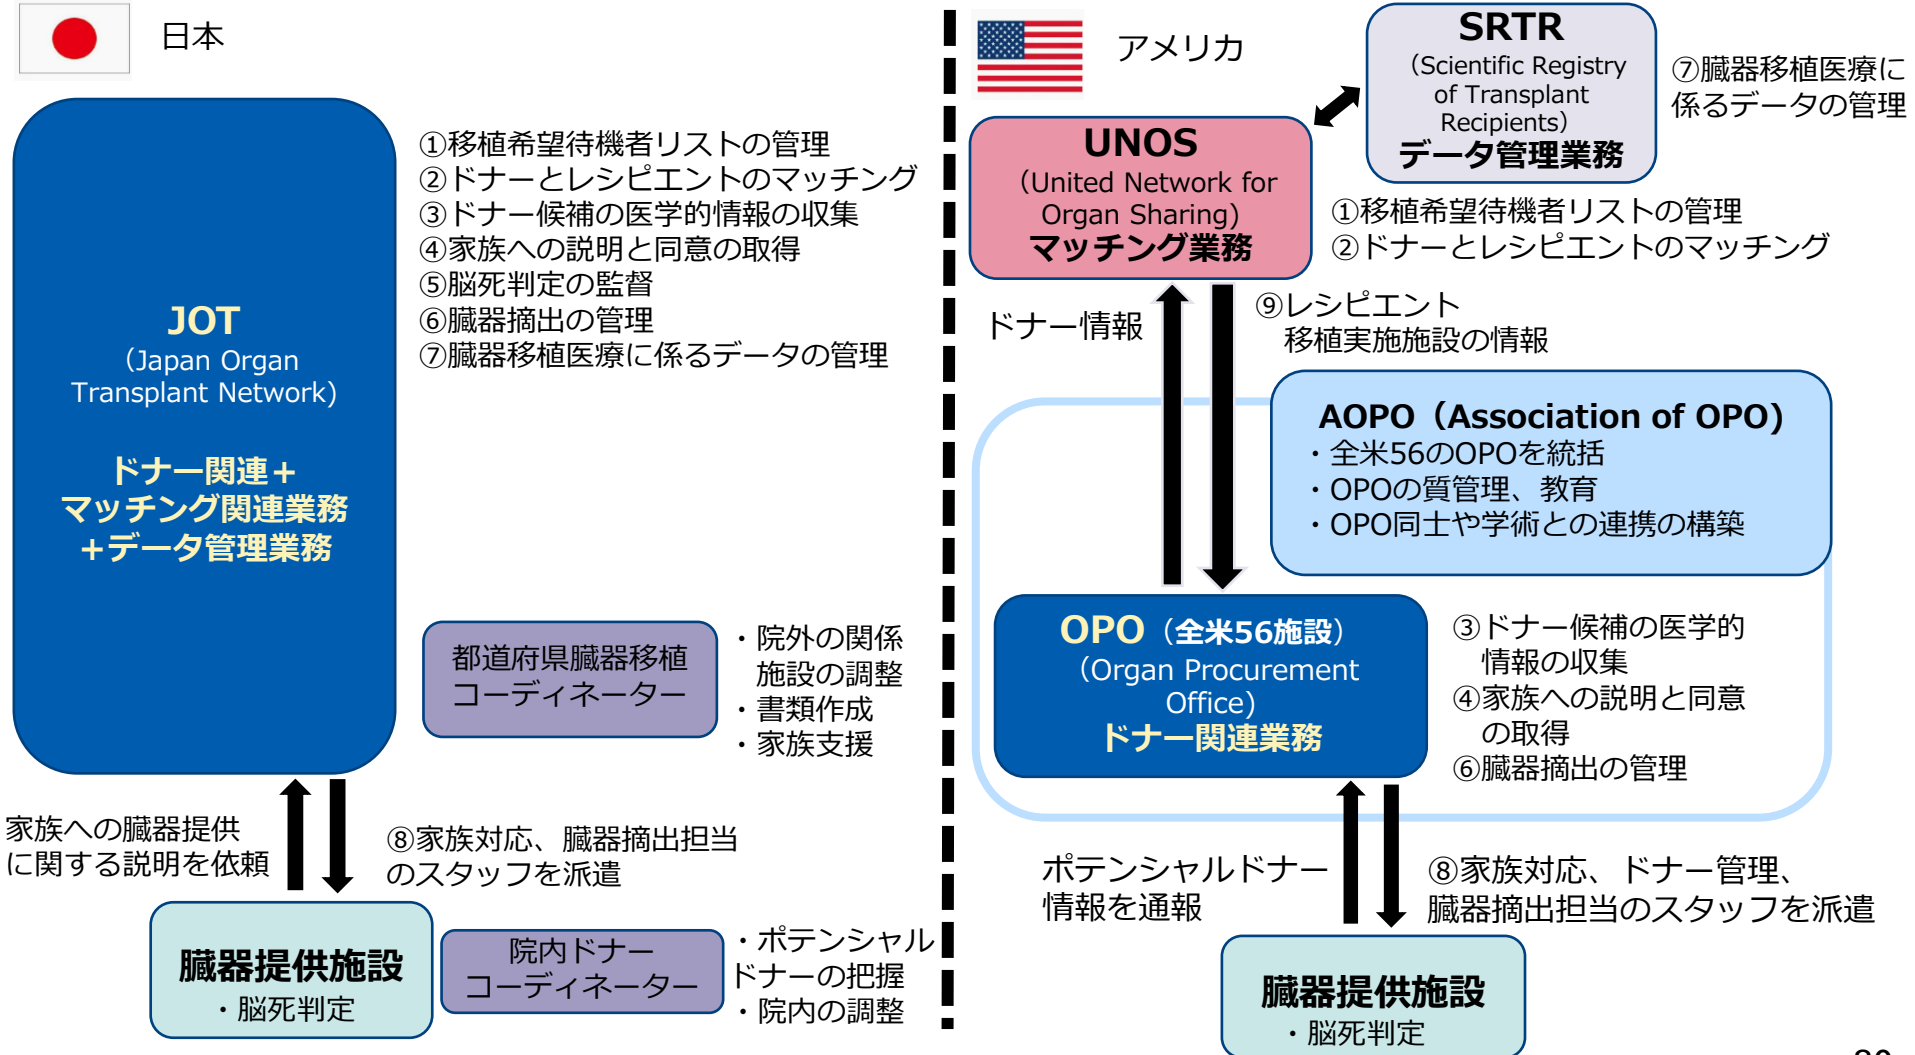 日本
JOT
（Japan Organ
Transplant Network）
ドナー関連＋
マッチング関連業務
＋データ管理業務
①移植希望待機者リストの管理
②ドナーとレシピエントのマッチング
③ドナー候補の医学的情報の収集
④家族への説明と同意の取得
⑤脳死判定の監督
⑥臓器摘出の管理
⑦臓器移植医療に係るデータの管理
都道府県臓器移植
コーディネーター
・院外の関係
施設の調整
・書類作成
・家族支援
家族への臓器提供
に関する説明を依頼
⑧家族対応、臓器摘出担当
のスタッフを派遣
臓器提供施設
・脳死判定
院内ドナー
コーディネーター
・ポテンシャル
ドナーの把握
・院内の調整
アメリカ
SRTR
（Scientific Registry
of Transplant
Recipients）
データ管理業務
⑦臓器移植医療に
係るデータの管理
UNOS
（United Network for
Organ Sharing)
マッチング業務
①移植希望待機者リストの管理
②ドナーとレシピエントのマッチング
ドナー情報
⑨レシピエント
移植実施施設の情報
AOPO（Association of OPO)
・全米56のOPOを統括
・OPOの質管理、教育
・OPO同士や学術との連携の構築
OPO（全米56施設）
（Organ Procurement
Office)
ドナー関連業務
③ドナー候補の医学的
情報の収集
④家族への説明と同意
の取得
⑥臓器摘出の管理
ポテンシャルドナー
情報を通報
⑧家族対応、ドナー管理、
臓器摘出担当のスタッフを派遣
臓器提供施設
・脳死判定